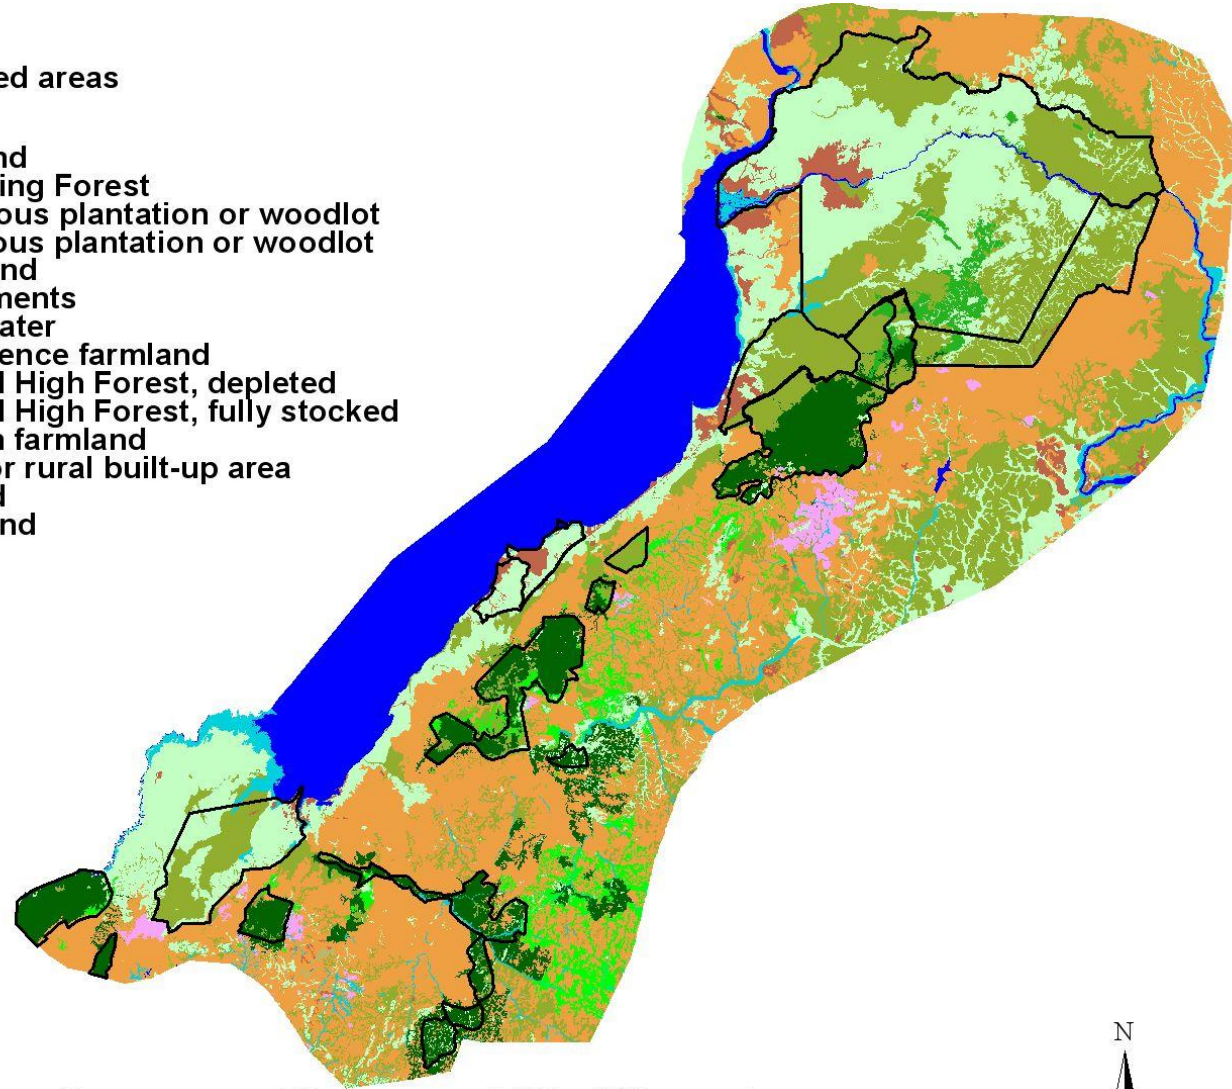 ed areas
nd
ing Forest
ous plantation or woodlot
ous plantation or woodlot
nd
ments
ater
ence farmland
l High Forest, depleted
l High Forest, fully stocked
n farmland
or rural built-up area
d
nd
N